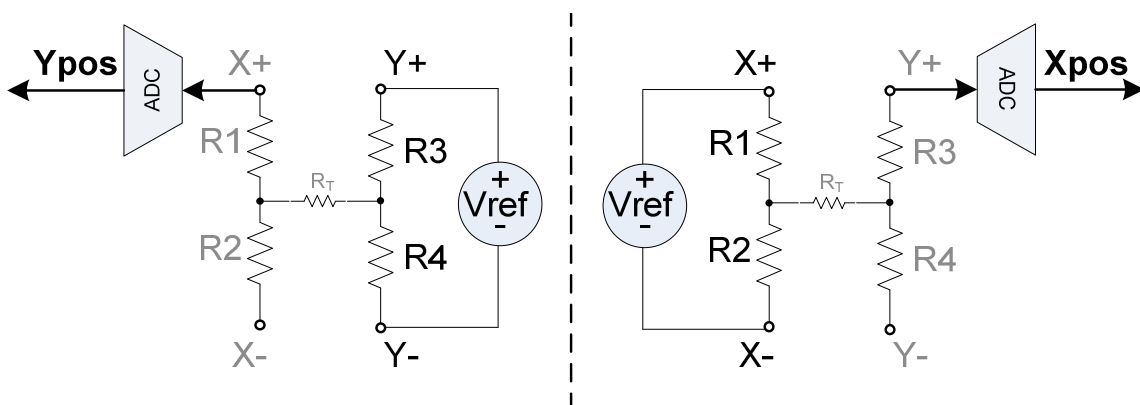 Ypos
ADC
X+
Y+
R1
R3
RT
+
Vref
-
R2
R4
X-
Y-
X+
Y+
ADC
Xpos
R1
R3
RT
+
Vref
-
R2
R4
X-
Y-